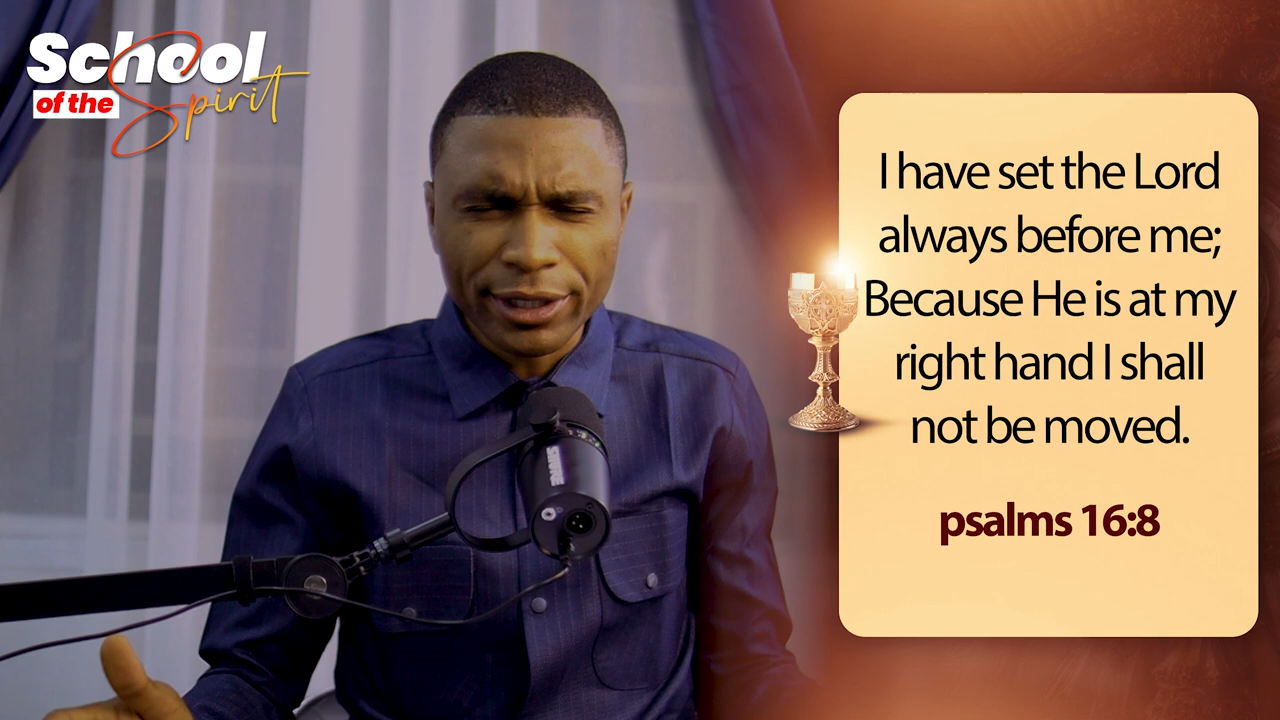 School
of the Spirit
I have set the Lord
always before me;
Because He is at my
right hand I shall
not be moved.
psalms 16:8
SHURE